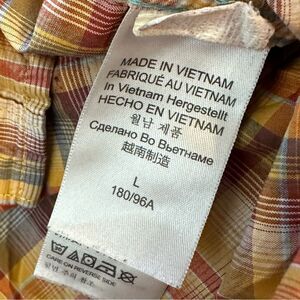 MADE IN VIETNAM
FABRIQUÉ AU VIETNAM
In Vietnam Hergestellt
HECHO EN VIETNAM
월남 제품
Сделано Во Вьетнаме
越南制造
L
180/96A
CARE ON REVERSE SIDE